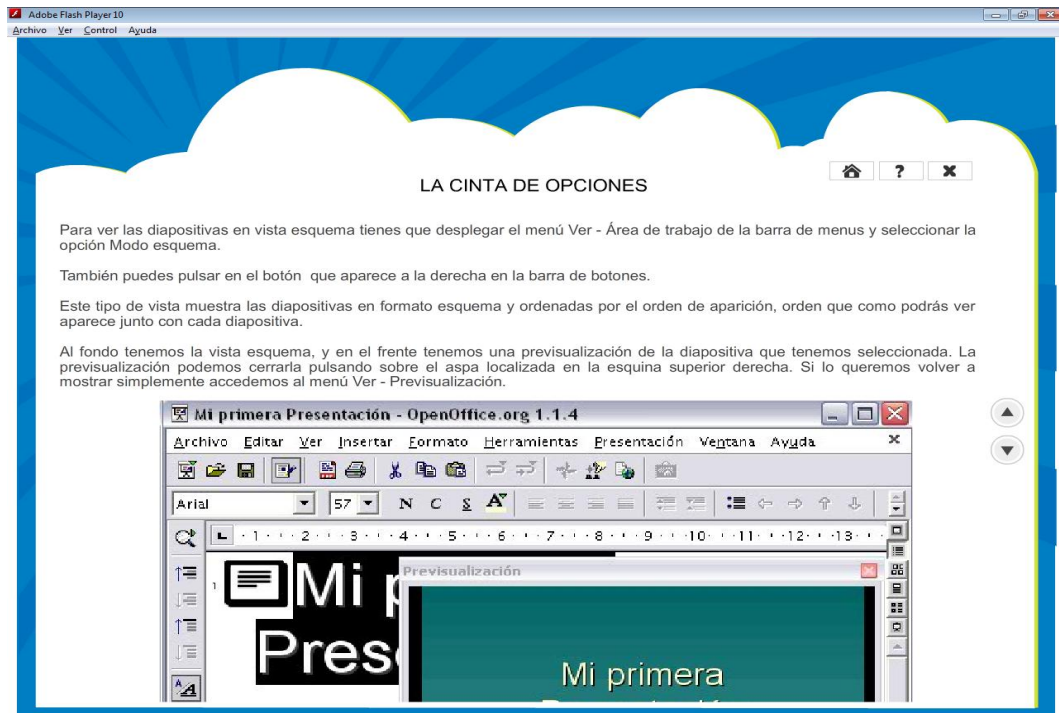 Adobe Flash Player 10
Archivo Ver Control Ayuda
LA CINTA DE OPCIONES
Para ver las diapositivas en vista esquema tienes que desplegar el menú Ver - Área de trabajo de la barra de menus y seleccionar la
opción Modo esquema.
También puedes pulsar en el botón que aparece a la derecha en la barra de botones.
Este tipo de vista muestra las diapositivas en formato esquema y ordenadas por el orden de aparición, orden que como podrás ver
aparece junto con cada diapositiva.
Al fondo tenemos la vista esquema, y en el frente tenemos una previsualización de la diapositiva que tenemos seleccionada. La
previsualización podemos cerrarla pulsando sobre el aspa localizada en la esquina superior derecha. Si lo queremos volver a
mostrar simplemente accedemos al menú Ver - Previsualización.
Mi primera Presentación - OpenOffice.org 1.1.4
Archivo Editar Ver Insertar Formato Herramientas Presentación Ventana Ayuda
Arial 57 N C S A
1 2 3 4 5 6 7 8 9 10 11 12 13
Previsualización
1 Mi
Pres
Mi primera